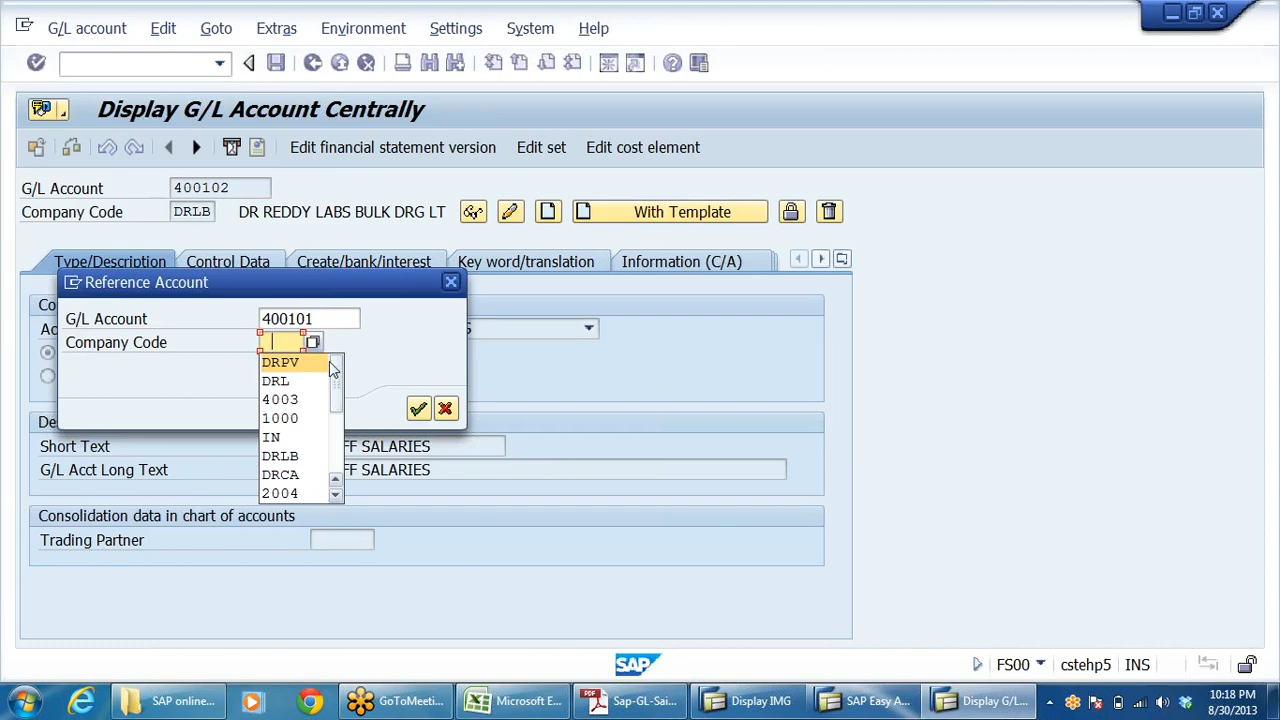 G/L account Edit Goto Extras Environment Settings System Help
Display G/L Account Centrally
Edit financial statement version Edit set Edit cost element
G/L Account 400102
Company Code DRLB DR REDDY LABS BULK DRG LT With Template
Type/Description Control Data Create/bank/interest Key word/translation Information (C/A)
Reference Account
G/L Account 400101
Company Code
DRPV
DRL
4003
1000
IN
DRLB
DRCA
2004
Short Text FF SALARIES
G/L Acct Long Text FF SALARIES
Consolidation data in chart of accounts
Trading Partner
SAP FS00 cstehp5 INS
SAP online... GoToMeeti... Microsoft E... Sap-GL-Sai... Display IMG SAP Easy A... Display G/L... 10:18 PM
8/30/2013